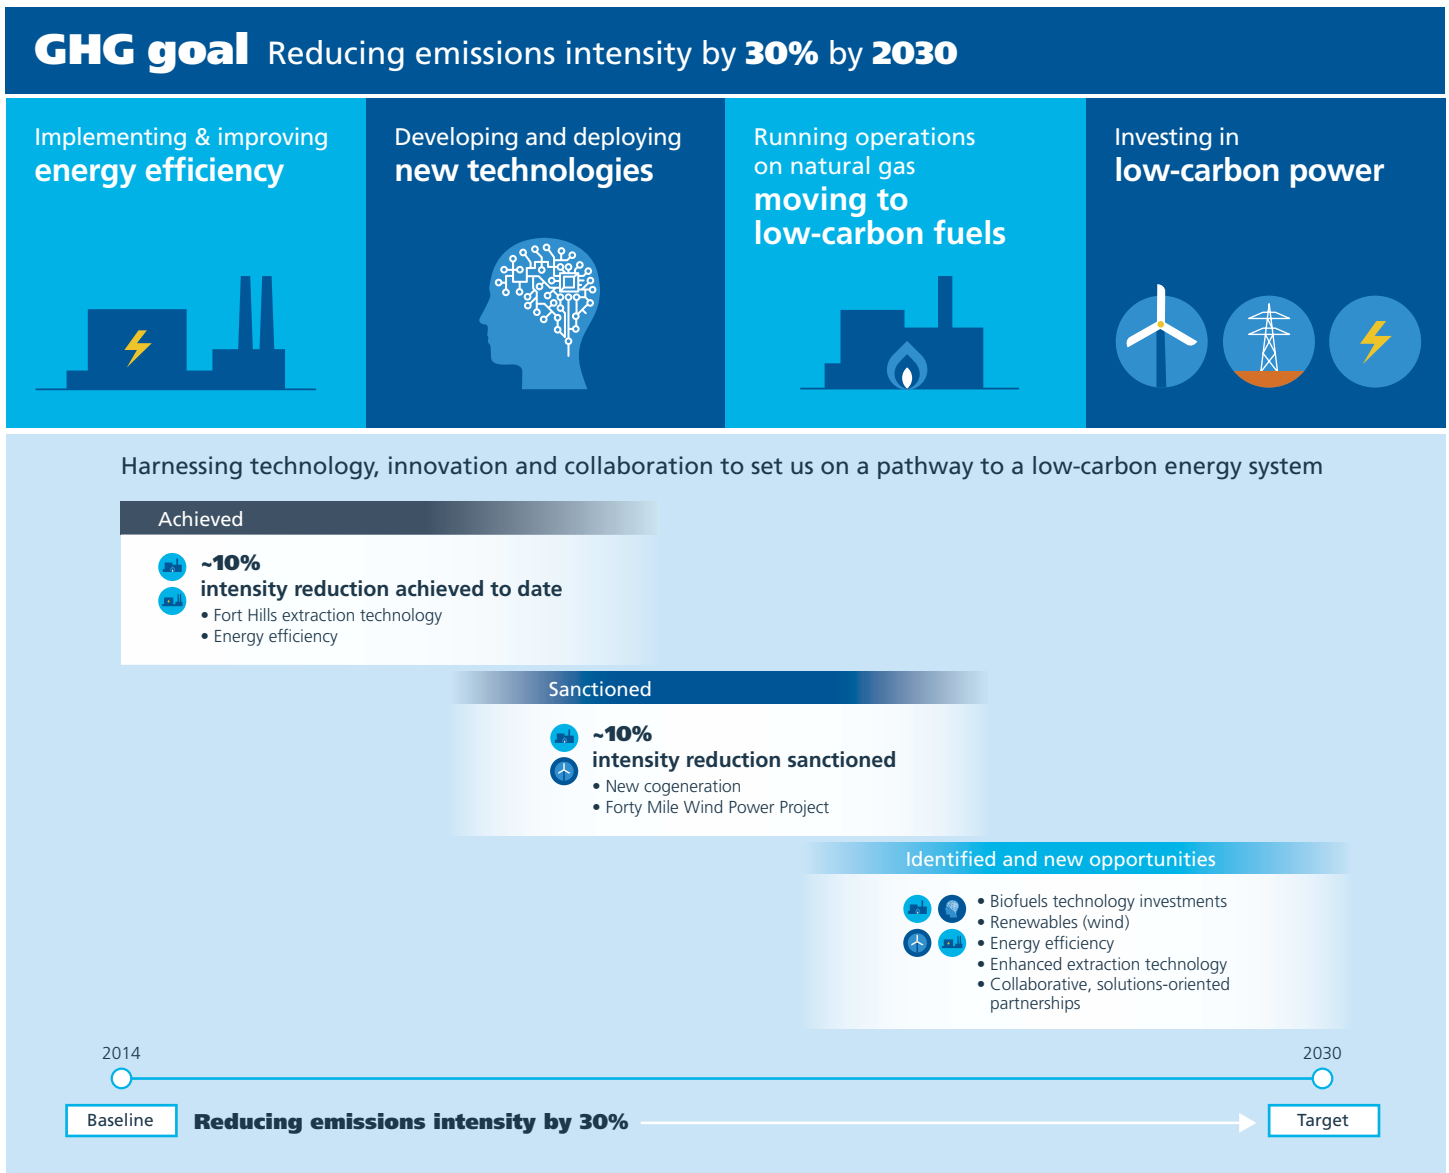 GHG goal Reducing emissions intensity by 30% by 2030
Implementing & improving
energy efficiency
Developing and deploying
new technologies
Running operations
on natural gas
moving to
low-carbon fuels
Investing in
low-carbon power
Harnessing technology, innovation and collaboration to set us on a pathway to a low-carbon energy system
Achieved
~10%
intensity reduction achieved to date
• Fort Hills extraction technology
• Energy efficiency
Sanctioned
~10%
intensity reduction sanctioned
• New cogeneration
• Forty Mile Wind Power Project
Identified and new opportunities
• Biofuels technology investments
• Renewables (wind)
• Energy efficiency
• Enhanced extraction technology
• Collaborative, solutions-oriented
partnerships
2014
2030
Baseline
Reducing emissions intensity by 30%
Target